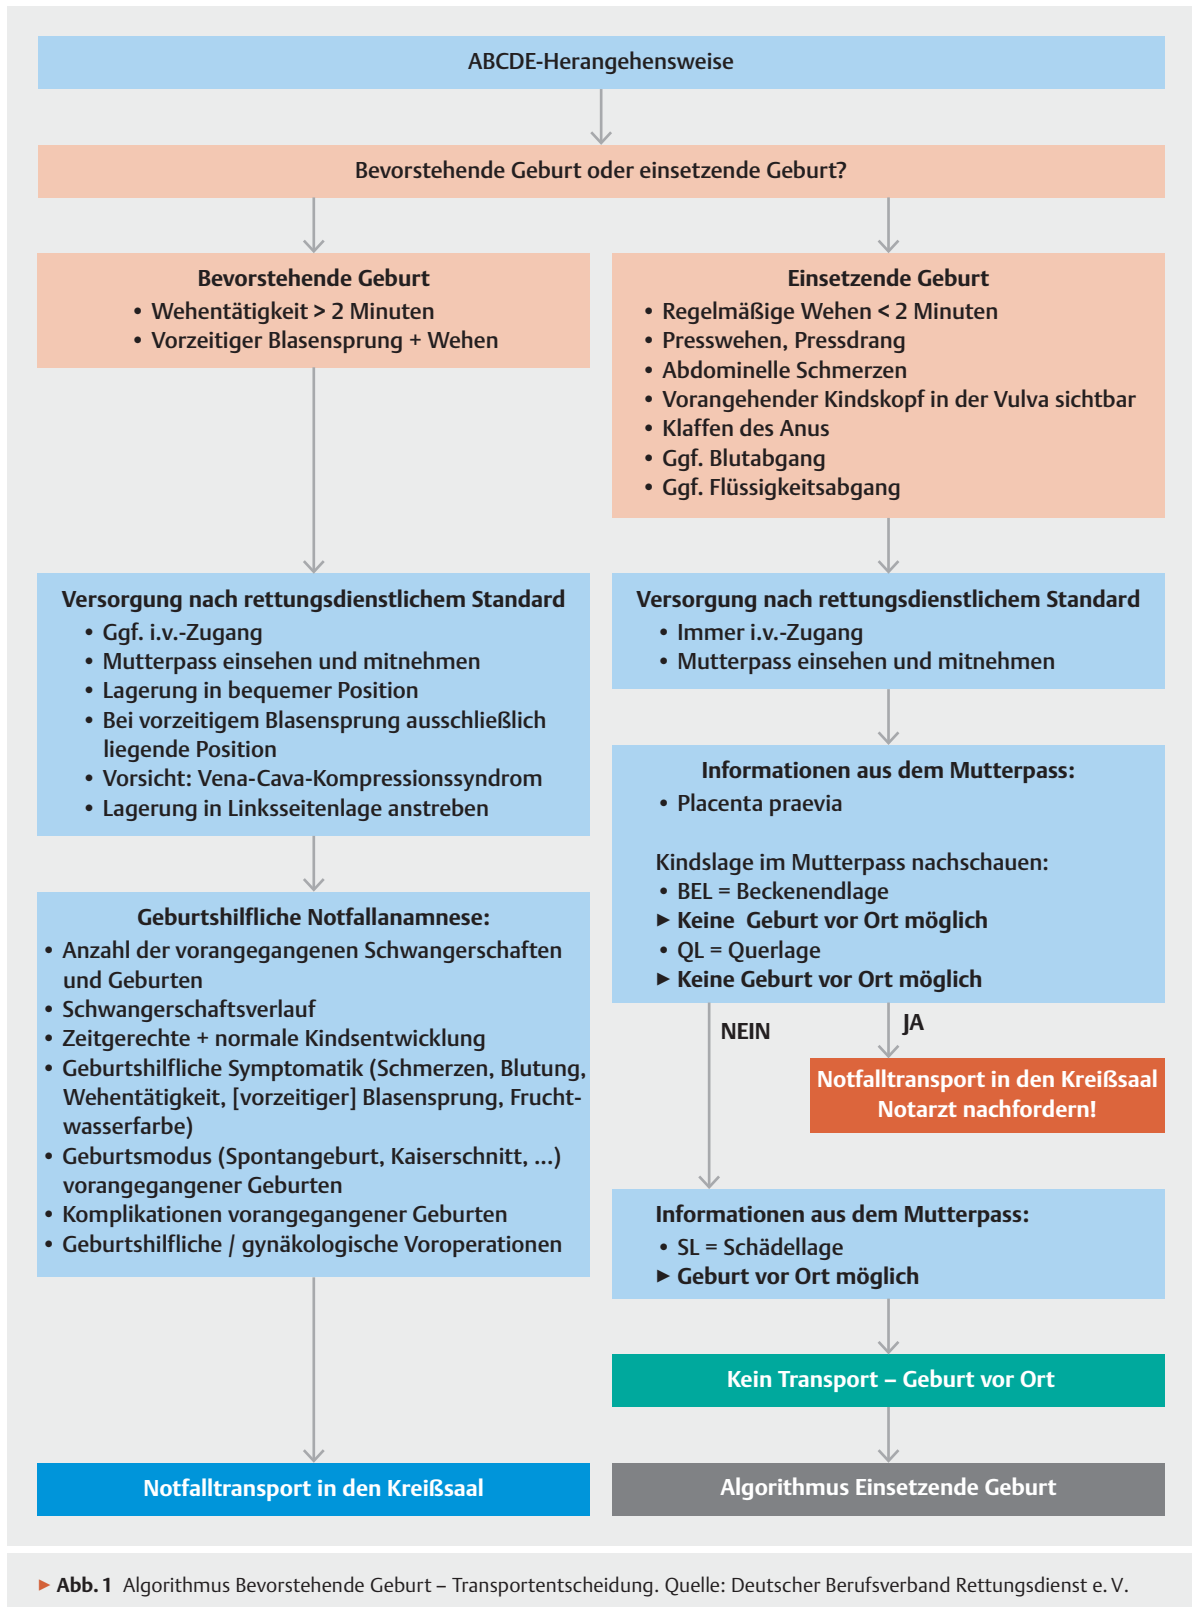 ABCDE-Herangehensweise
Bevorstehende Geburt oder einsetzende Geburt?
Bevorstehende Geburt
• Wehentätigkeit > 2 Minuten
• Vorzeitiger Blasensprung + Wehen
Einsetzende Geburt
• Regelmäßige Wehen < 2 Minuten
• Presswehen, Pressdrang
• Abdominelle Schmerzen
• Vorangehender Kindskopf in der Vulva sichtbar
• Klaffen des Anus
• Ggf. Blutabgang
• Ggf. Flüssigkeitsabgang
Versorgung nach rettungsdienstlichem Standard
• Ggf. i.v.-Zugang
• Mutterpass einsehen und mitnehmen
• Lagerung in bequemer Position
• Bei vorzeitigem Blasensprung ausschließlich
liegende Position
• Vorsicht: Vena-Cava-Kompressionssyndrom
• Lagerung in Linksseitenlage anstreben
Versorgung nach rettungsdienstlichem Standard
• Immer i.v.-Zugang
• Mutterpass einsehen und mitnehmen
Geburtshilfliche Notfallanamnese:
• Anzahl der vorangegangenen Schwangerschaften
und Geburten
• Schwangerschaftsverlauf
• Zeitgerechte + normale Kindsentwicklung
• Geburtshilfliche Symptomatik (Schmerzen, Blutung,
Wehentätigkeit, [vorzeitiger] Blasensprung, Frucht-
wasserfarbe)
• Geburtsmodus (Spontangeburt, Kaiserschnitt, ...)
vorangegangener Geburten
• Komplikationen vorangegangener Geburten
• Geburtshilfliche / gynäkologische Voroperationen
Informationen aus dem Mutterpass:
• Placenta praevia
Kindslage im Mutterpass nachschauen:
• BEL = Beckenendlage
▶ Keine Geburt vor Ort möglich
• QL = Querlage
▶ Keine Geburt vor Ort möglich
NEIN
JA
Notfalltransport in den Kreißsaal
Notarzt nachfordern!
Informationen aus dem Mutterpass:
• SL = Schädellage
▶ Geburt vor Ort möglich
Kein Transport – Geburt vor Ort
Notfalltransport in den Kreißsaal
Algorithmus Einsetzende Geburt
▶ Abb. 1 Algorithmus Bevorstehende Geburt – Transportentscheidung. Quelle: Deutscher Berufsverband Rettungsdienst e. V.